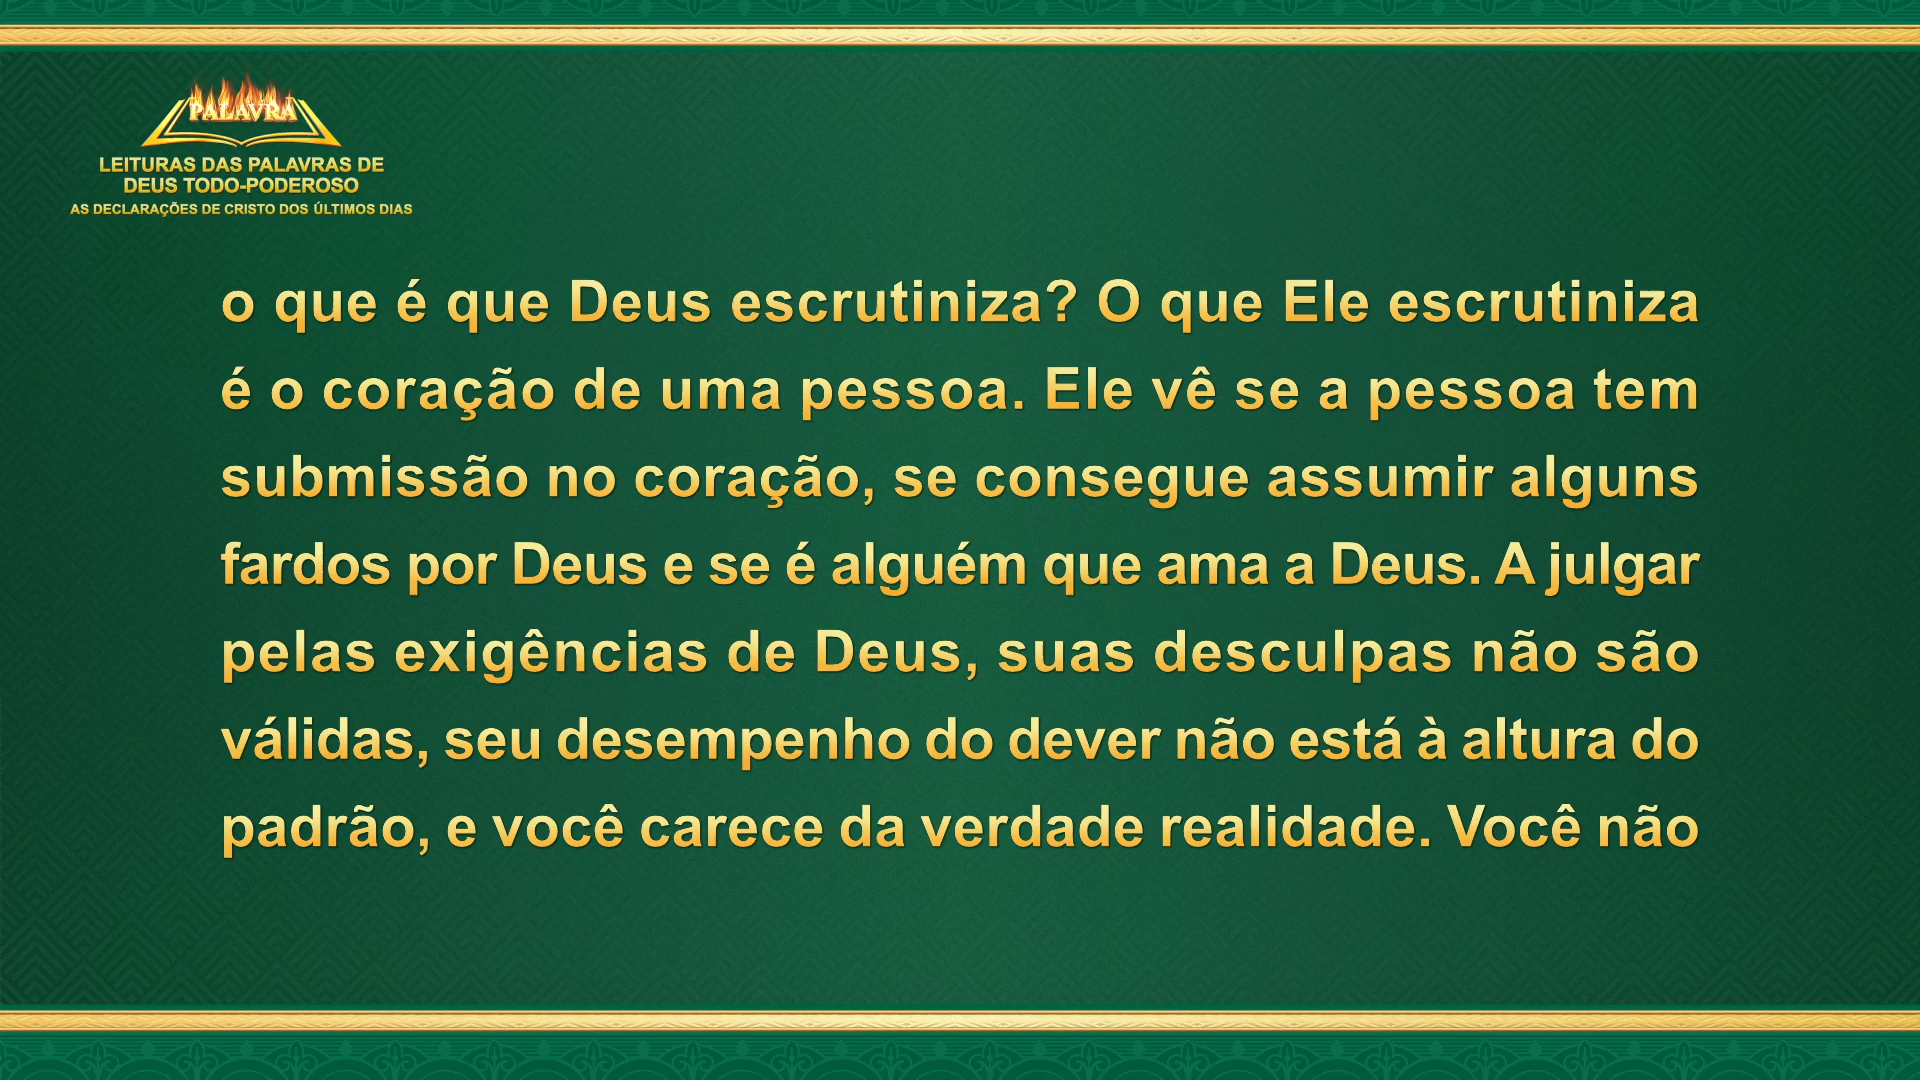 PALAVRA
LEITURAS DAS PALAVRAS DE
DEUS TODO-PODEROSO
AS DECLARAÇÕES DE CRISTO DOS ÚLTIMOS DIAS
o que é que Deus escrutiniza? O que Ele escrutiniza
é o coração de uma pessoa. Ele vê se a pessoa tem
submissão no coração, se consegue assumir alguns
fardos por Deus e se é alguém que ama a Deus. A julgar
pelas exigências de Deus, suas desculpas não são
válidas, seu desempenho do dever não está à altura do
padrão, e você carece da verdade realidade. Você não